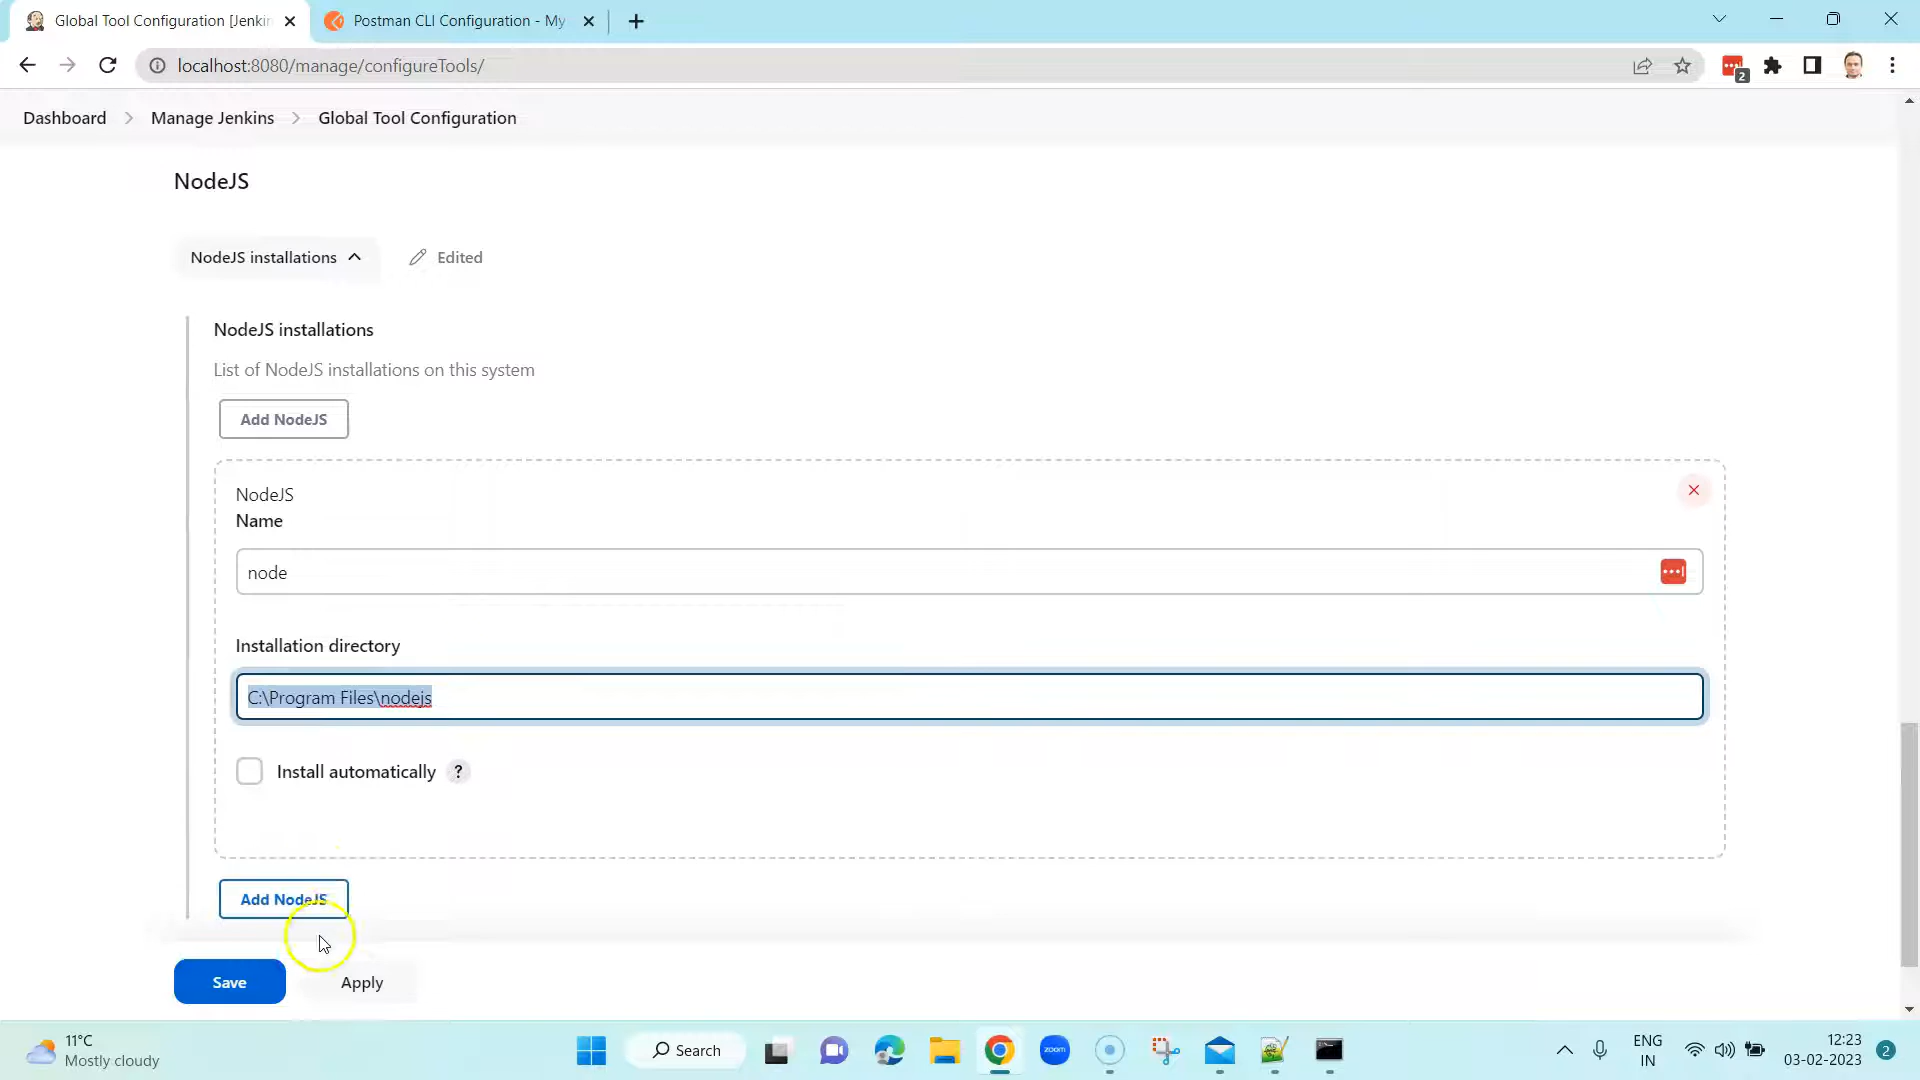 Global Tool Configuration [Jenkin
Postman CLI Configuration - My
localhost:8080/manage/configureTools/
2
Dashboard
Manage Jenkins
Global Tool Configuration
NodeJS
NodeJS installations
Edited
NodeJS installations
List of NodeJS installations on this system
Add NodeJS
NodeJS
Name
node
Installation directory
C:\Program Files\nodejs
Install automatically ?
Add NodeJS
Save
Apply
11°C
Mostly cloudy
Search
zoom
ENG
IN
12:23
03-02-2023
2